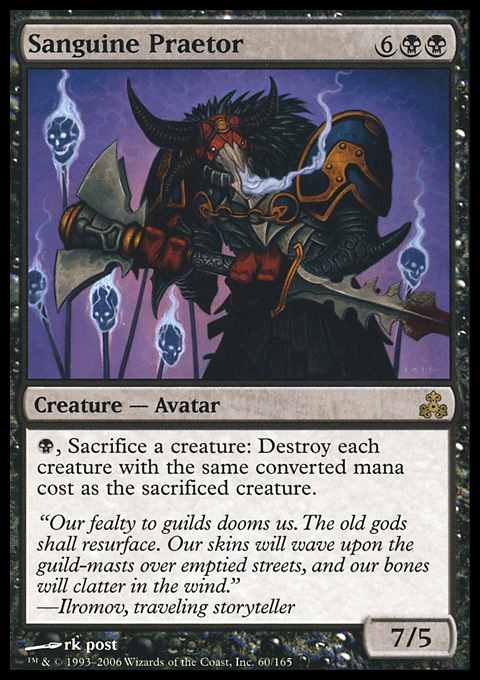 Sanguine Praetor 6
Creature — Avatar
, Sacrifice a creature: Destroy each
creature with the same converted mana
cost as the sacrificed creature.
“Our fealty to guilds dooms us. The old gods
shall resurface. Our skins will wave upon the
guild-masts over emptied streets, and our bones
will clatter in the wind.”
—Ilromov, traveling storyteller
rk post
7/5
™ & © 1993–2006 Wizards of the Coast, Inc. 60/165